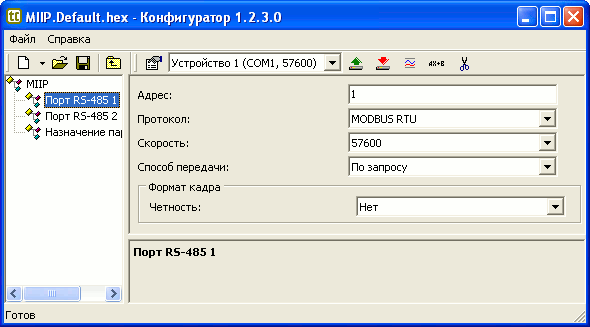 MIIP.Default.hex - Конфигуратор 1.2.3.0
Файл Справка
Устройство 1 (COM1, 57600) AX+B
MIIP
Порт RS-485 1
Порт RS-485 2
Назначение па
Адрес: 1
Протокол: MODBUS RTU
Скорость: 57600
Способ передачи: По запросу
Формат кадра
Четность: Нет
Порт RS-485 1
Готов